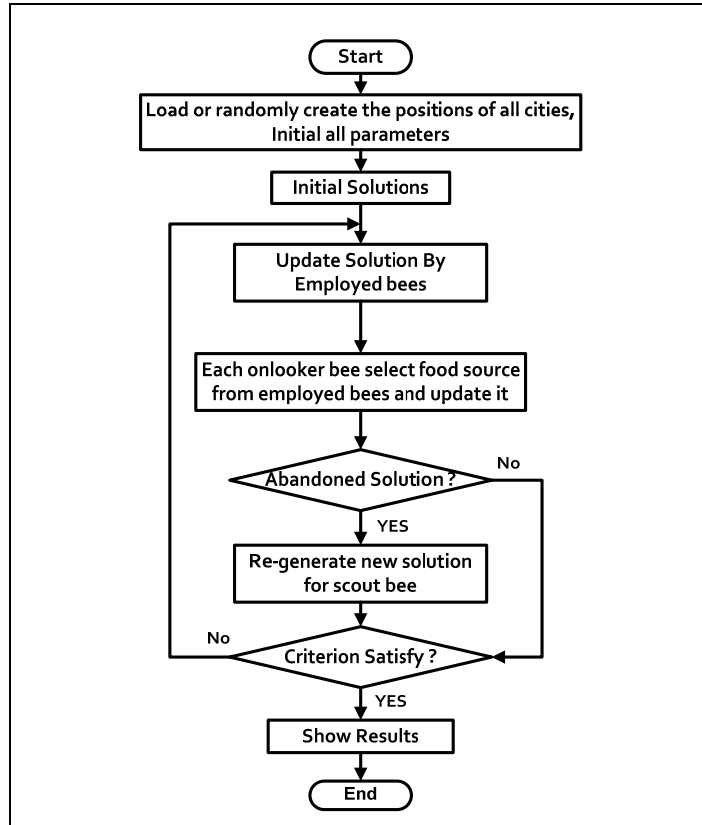 Start
Load or randomly create the positions of all cities,
Initial all parameters
Initial Solutions
Update Solution By
Employed bees
Each onlooker bee select food source
from employed bees and update it
Abandoned Solution ?
No
YES
Re-generate new solution
for scout bee
No
Criterion Satisfy ?
YES
Show Results
End